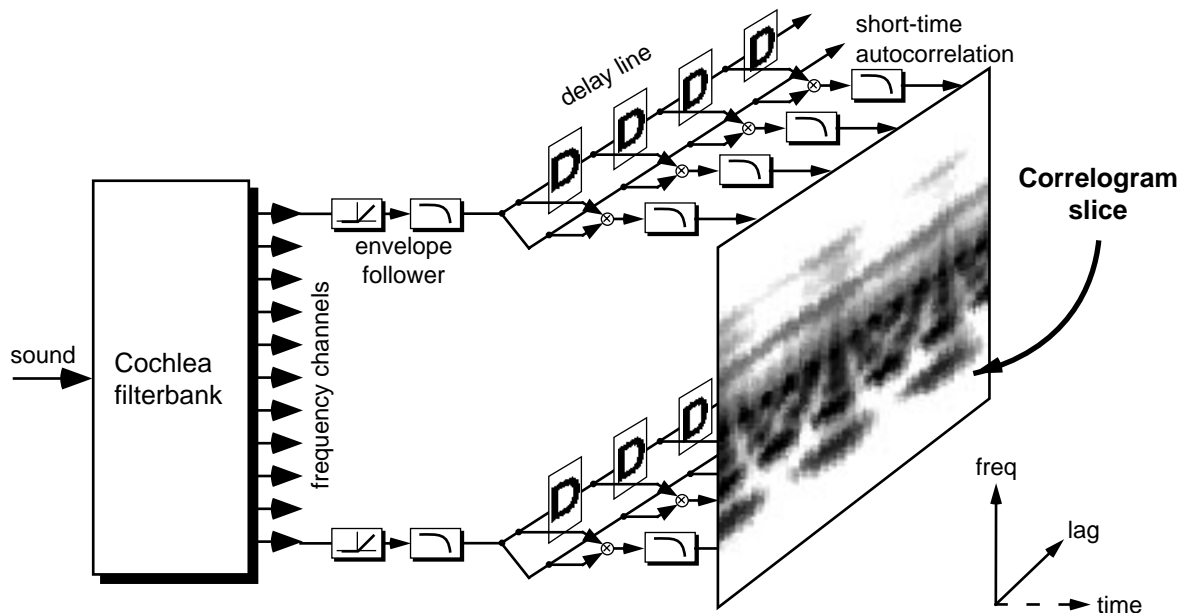 short-time
autocorrelation
delay line
D
D
D
D
Correlogram
slice
envelope
follower
frequency channels
sound
Cochlea
filterbank
D
D
D
freq
lag
time